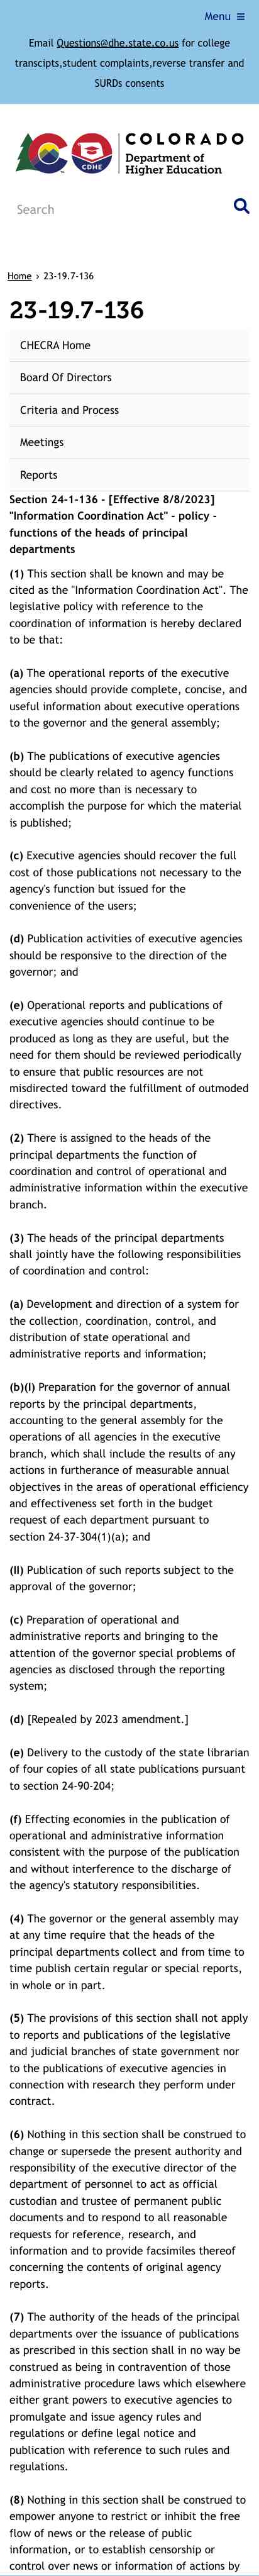 Menu ≡
Email Questions@dhe.state.co.us for college
transcipts,student complaints,reverse transfer and
SURDs consents
C
CDHE
COLORADO
Department of
Higher Education
Search
Home › 23-19.7-136
23-19.7-136
CHECRA Home
Board Of Directors
Criteria and Process
Meetings
Reports
Section 24-1-136 - [Effective 8/8/2023]
"Information Coordination Act" - policy -
functions of the heads of principal
departments
(1) This section shall be known and may be
cited as the "Information Coordination Act". The
legislative policy with reference to the
coordination of information is hereby declared
to be that:
(a) The operational reports of the executive
agencies should provide complete, concise, and
useful information about executive operations
to the governor and the general assembly;
(b) The publications of executive agencies
should be clearly related to agency functions
and cost no more than is necessary to
accomplish the purpose for which the material
is published;
(c) Executive agencies should recover the full
cost of those publications not necessary to the
agency's function but issued for the
convenience of the users;
(d) Publication activities of executive agencies
should be responsive to the direction of the
governor; and
(e) Operational reports and publications of
executive agencies should continue to be
produced as long as they are useful, but the
need for them should be reviewed periodically
to ensure that public resources are not
misdirected toward the fulfillment of outmoded
directives.
(2) There is assigned to the heads of the
principal departments the function of
coordination and control of operational and
administrative information within the executive
branch.
(3) The heads of the principal departments
shall jointly have the following responsibilities
of coordination and control:
(a) Development and direction of a system for
the collection, coordination, control, and
distribution of state operational and
administrative reports and information;
(b)(I) Preparation for the governor of annual
reports by the principal departments,
accounting to the general assembly for the
operations of all agencies in the executive
branch, which shall include the results of any
actions in furtherance of measurable annual
objectives in the areas of operational efficiency
and effectiveness set forth in the budget
request of each department pursuant to
section 24-37-304(1)(a); and
(II) Publication of such reports subject to the
approval of the governor;
(c) Preparation of operational and
administrative reports and bringing to the
attention of the governor special problems of
agencies as disclosed through the reporting
system;
(d) [Repealed by 2023 amendment.]
(e) Delivery to the custody of the state librarian
of four copies of all state publications pursuant
to section 24-90-204;
(f) Effecting economies in the publication of
operational and administrative information
consistent with the purpose of the publication
and without interference to the discharge of
the agency's statutory responsibilities.
(4) The governor or the general assembly may
at any time require that the heads of the
principal departments collect and from time to
time publish certain regular or special reports,
in whole or in part.
(5) The provisions of this section shall not apply
to reports and publications of the legislative
and judicial branches of state government nor
to the publications of executive agencies in
connection with research they perform under
contract.
(6) Nothing in this section shall be construed to
change or supersede the present authority and
responsibility of the executive director of the
department of personnel to act as official
custodian and trustee of permanent public
documents and to respond to all reasonable
requests for reference, research, and
information and to provide facsimiles thereof
concerning the contents of original agency
reports.
(7) The authority of the heads of the principal
departments over the issuance of publications
as prescribed in this section shall in no way be
construed as being in contravention of those
administrative procedure laws which elsewhere
either grant powers to executive agencies to
promulgate and issue agency rules and
regulations or define legal notice and
publication with reference to such rules and
regulations.
(8) Nothing in this section shall be construed to
empower anyone to restrict or inhibit the free
flow of news or the release of public
information, or to establish censorship or
control over news or information of actions by